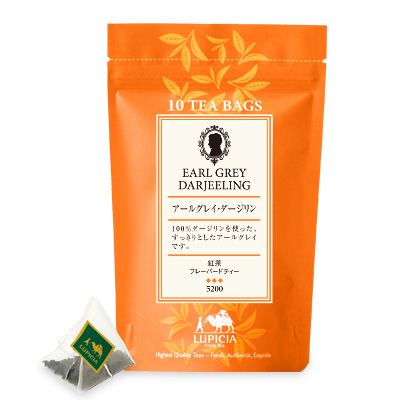 10 TEA BAGS
EARL GREY
DARJEELING
アールグレイ・ダージリン
100%ダージリンを使った、
すっきりとしたアールグレイ
です。
紅茶
フレーバードティー
5200
LUPICIA
Fresh Tea
Highest Quality Teas – Fresh, Authentic, Exquisite
LUPICIA